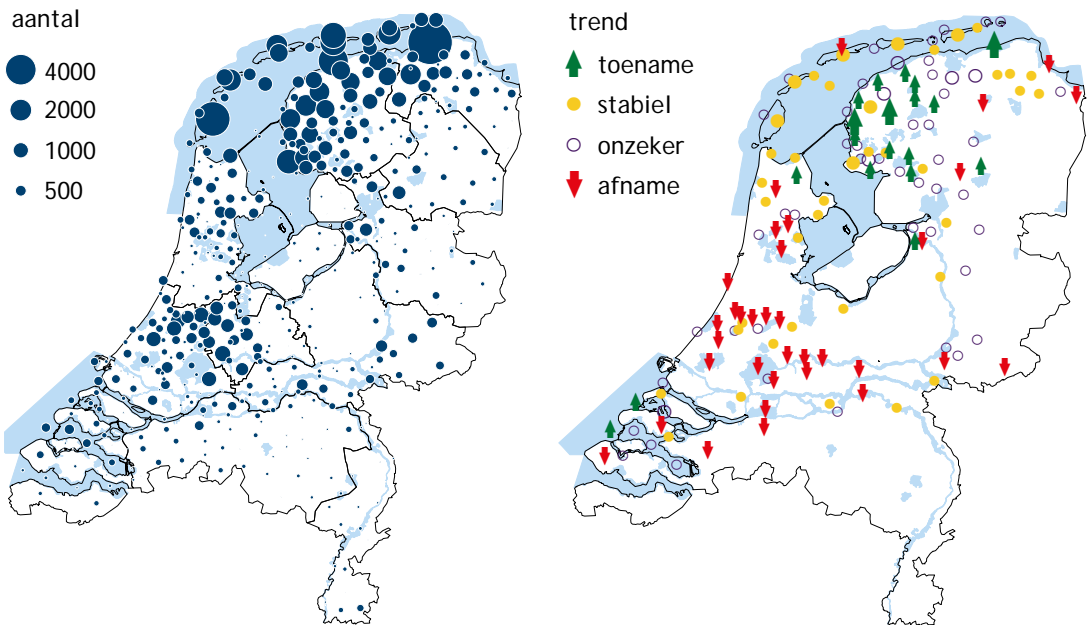 aantal
4000
2000
1000
500
trend
toename
stabiel
onzeker
afname